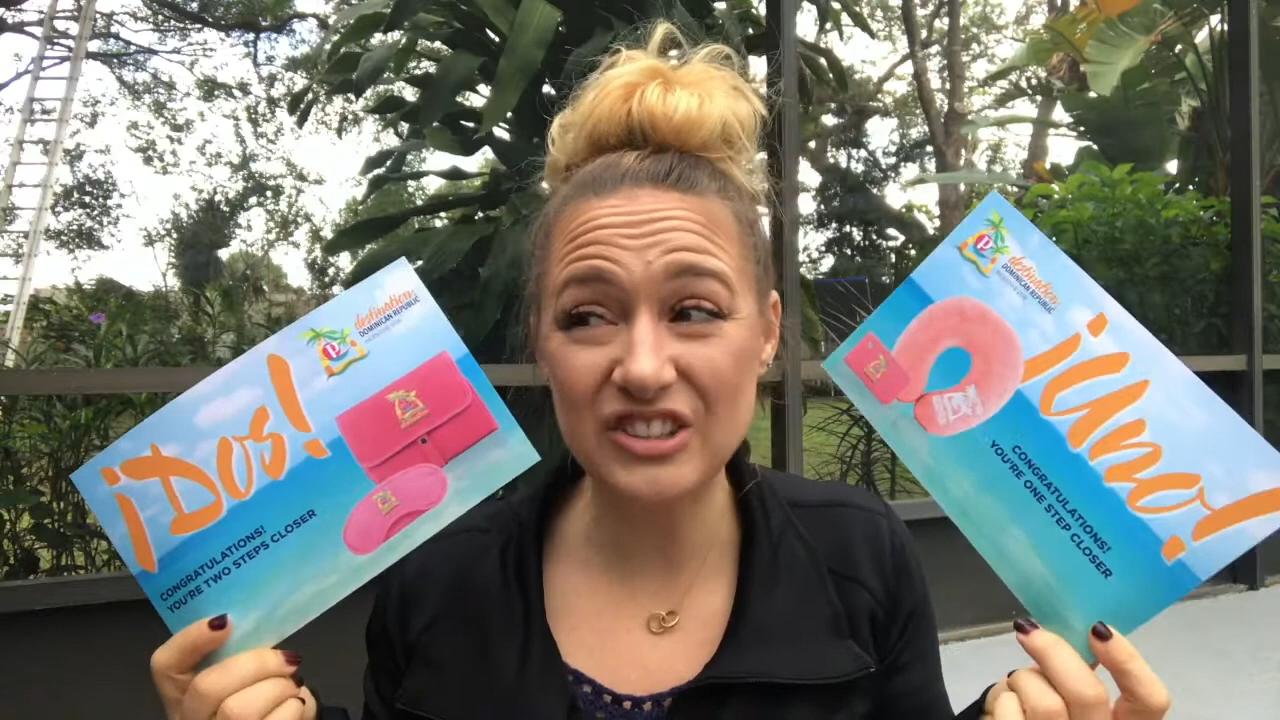 destination:
DOMINICAN REPUBLIC
¡Dos!
CONGRATULATIONS!
YOU'RE TWO STEPS CLOSER
destination:
DOMINICAN REPUBLIC
¡Uno!
CONGRATULATIONS!
YOU'RE ONE STEP CLOSER